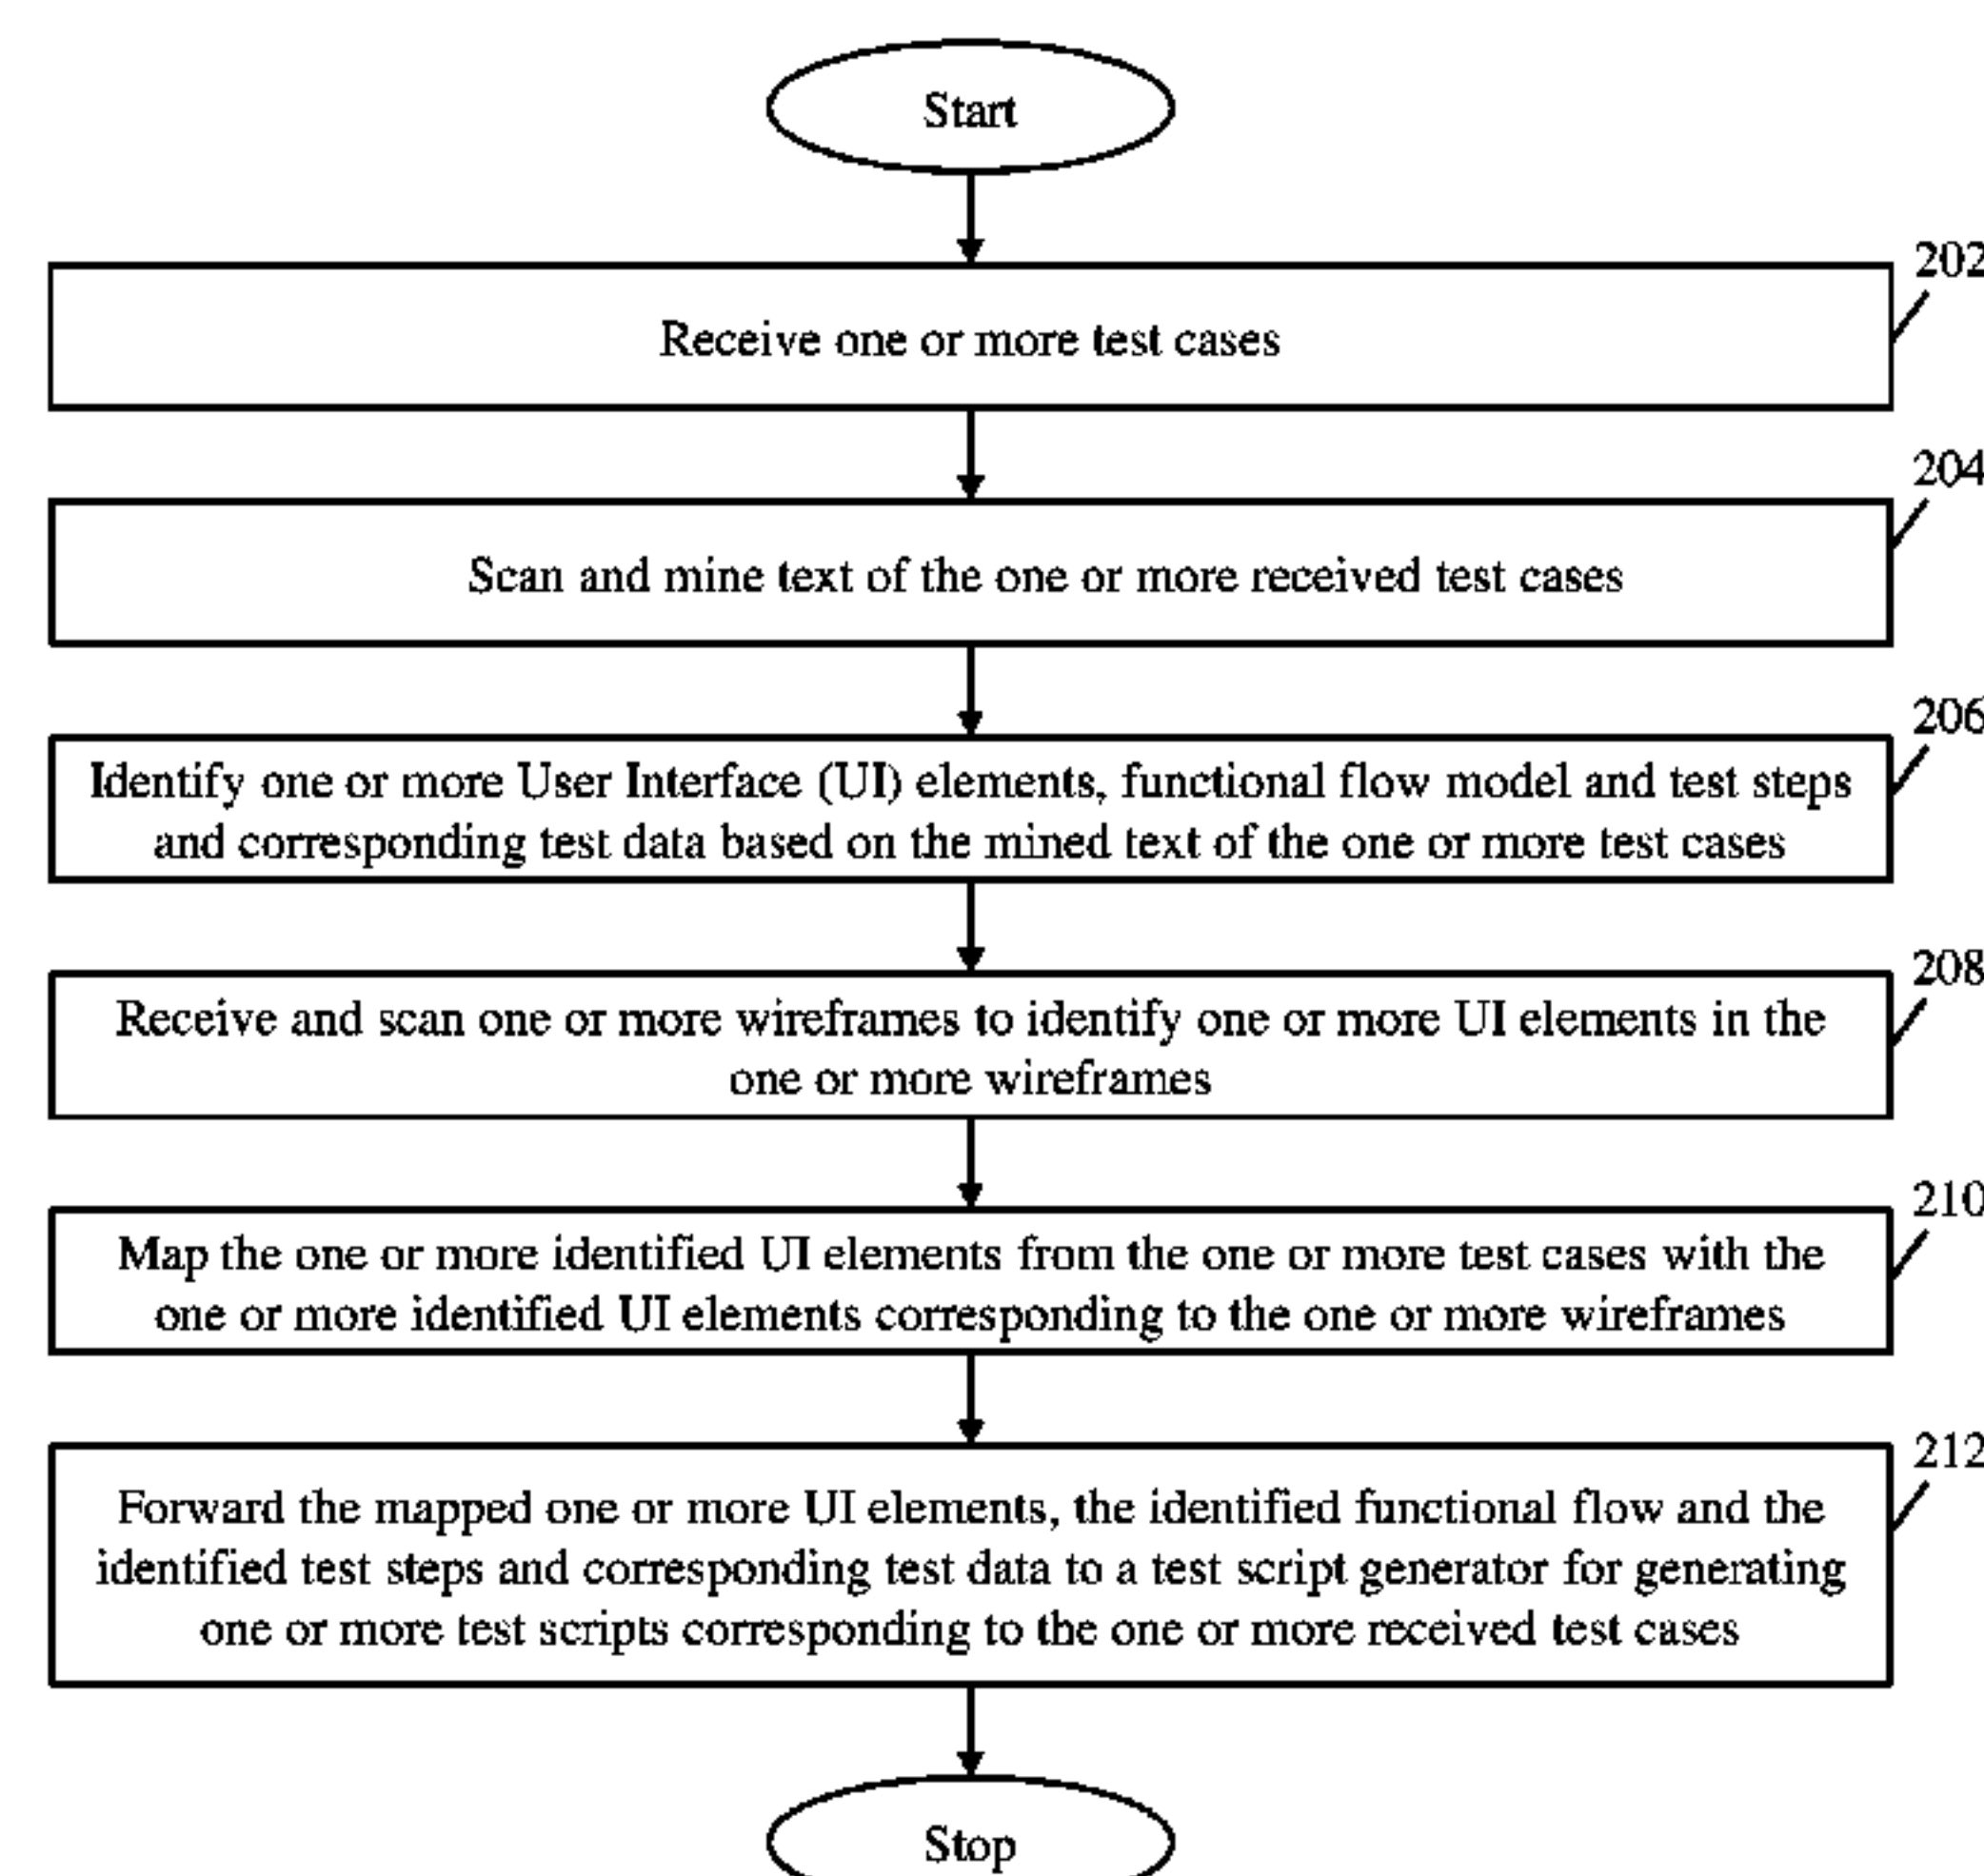 Start
202
Receive one or more test cases
204
Scan and mine text of the one or more received test cases
206
Identify one or more User Interface (UI) elements, functional flow model and test steps
and corresponding test data based on the mined text of the one or more test cases
208
Receive and scan one or more wireframes to identify one or more UI elements in the
one or more wireframes
210
Map the one or more identified UI elements from the one or more test cases with the
one or more identified UI elements corresponding to the one or more wireframes
212
Forward the mapped one or more UI elements, the identified functional flow and the
identified test steps and corresponding test data to a test script generator for generating
one or more test scripts corresponding to the one or more received test cases
Stop